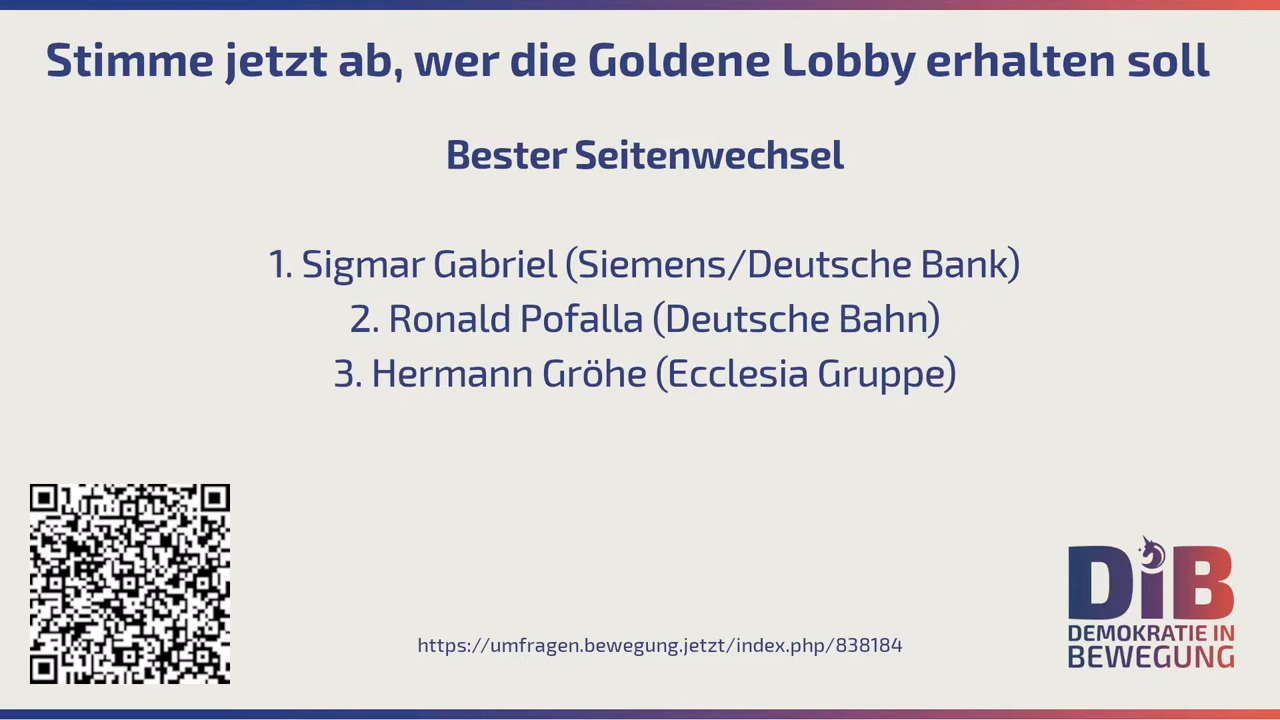 Stimme jetzt ab, wer die Goldene Lobby erhalten soll
Bester Seitenwechsel
1. Sigmar Gabriel (Siemens/Deutsche Bank)
2. Ronald Pofalla (Deutsche Bahn)
3. Hermann Gröhe (Ecclesia Gruppe)
https://umfragen.bewegung.jetzt/index.php/838184
DiB
DEMOKRATIE IN
BEWEGUNG